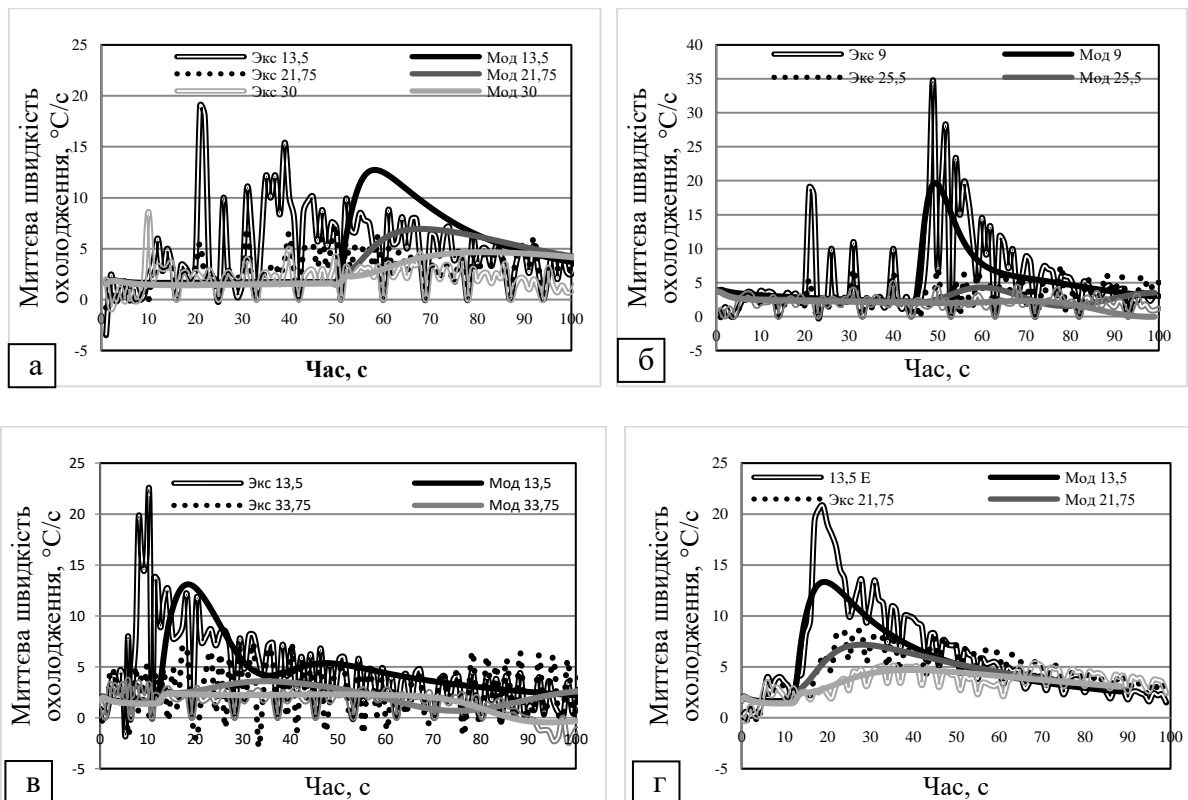 Миттєва швидкість
охолодження, °С/с
25
20
15
10
5
0
-5
Экс 13,5
Мод 13,5
Экс 21,75
Мод 21,75
Экс 30
Мод 30
0 10 20 30 40 50 60 70 80 90 100
Час, с
а
Миттєва швидкість
охолодження, °С/с
40
35
30
25
20
15
10
5
0
-5
Экс 9
Мод 9
Экс 25,5
Мод 25,5
0 10 20 30 40 50 60 70 80 90 100
Час, с
б
Миттєва швидкість
охолодження, °С/с
25
20
15
10
5
0
-5
Экс 13,5
Мод 13,5
Экс 33,75
Мод 33,75
0 10 20 30 40 50 60 70 80 90 100
Час, с
в
Миттєва швидкість
охолодження, °С/с
25
20
15
10
5
0
-5
13,5 Е
Мод 13,5
Экс 21,75
Мод 21,75
0 10 20 30 40 50 60 70 80 90 100
Час, с
г